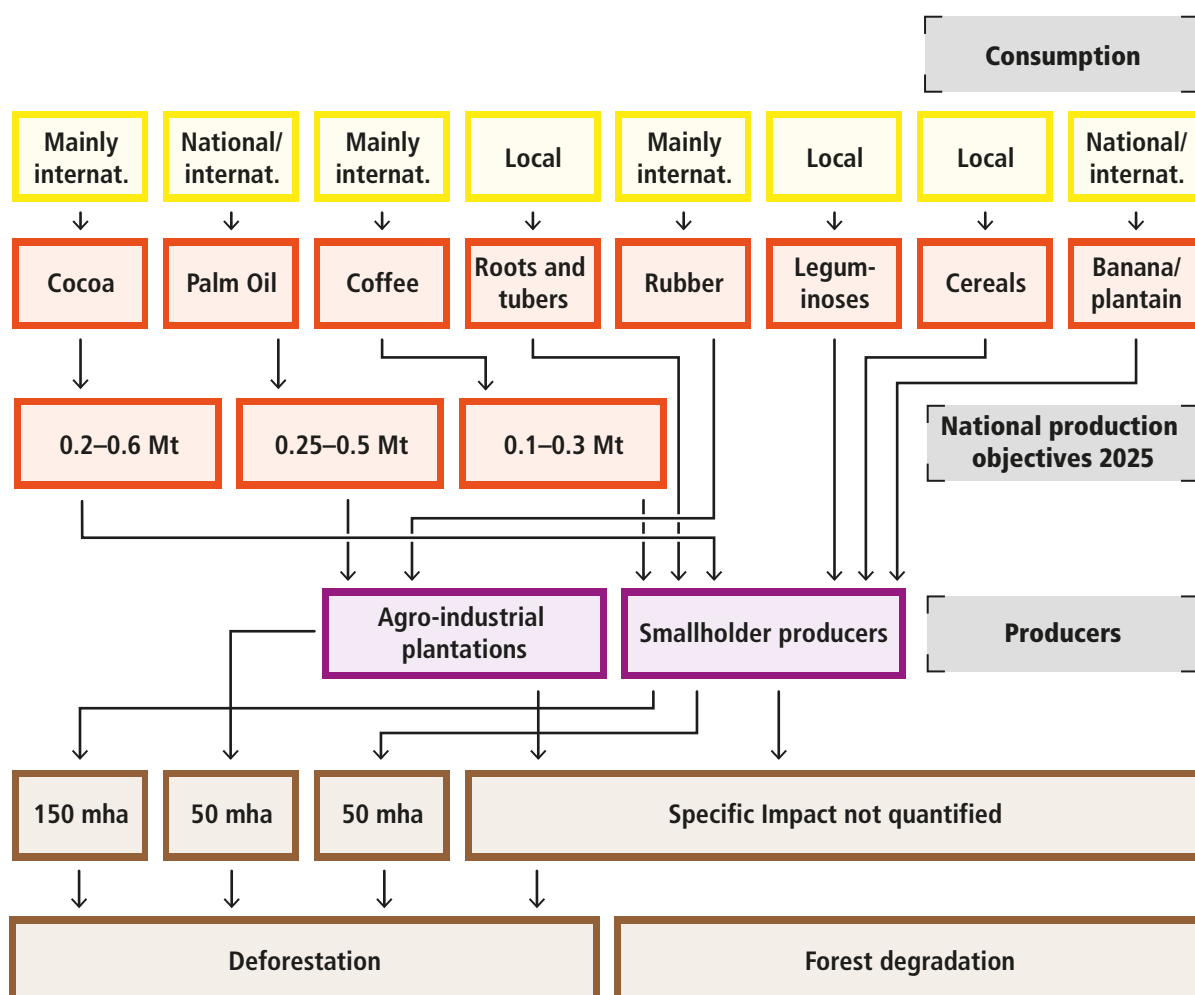 Consumption
Mainly
internat.
National/
internat.
Mainly
internat.
Local
Mainly
internat.
Local
Local
National/
internat.
Cocoa
Palm Oil
Coffee
Roots and
tubers
Rubber
Legum-
inoses
Cereals
Banana/
plantain
0.2–0.6 Mt
0.25–0.5 Mt
0.1–0.3 Mt
National production
objectives 2025
Agro-industrial
plantations
Smallholder producers
Producers
150 mha
50 mha
50 mha
Specific Impact not quantified
Deforestation
Forest degradation